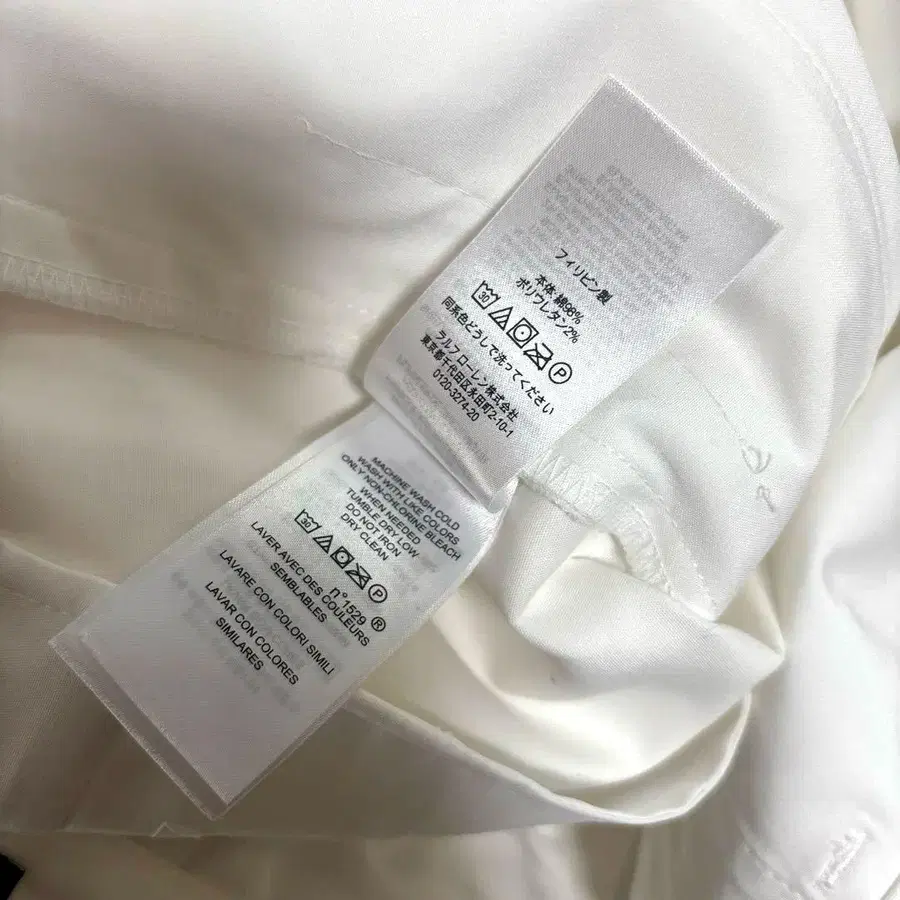 フィリピン製
本体・綿98%
ポリウレタン2%
30 P
同系色どうしで洗ってください
ラルフ ローレン株式会社
東京都千代田区永田町2-10-1
0120-3274-20
MACHINE WASH COLD
WASH WITH LIKE COLORS
ONLY NON-CHLORINE BLEACH
WHEN NEEDED
TUMBLE DRY LOW
DO NOT IRON
DRY CLEAN
30 P
n°1529 ®
LAVER AVEC DES COULEURS
SEMBLABLES
LAVARE CON COLORI SIMILI
LAVAR CON COLORES
SIMILARES